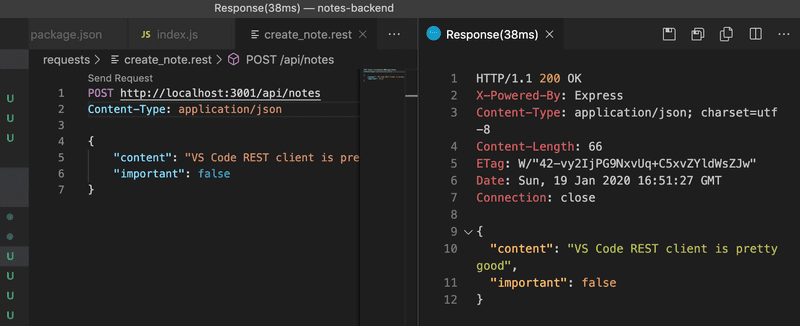 Response(38ms) — notes-backend
package.json
JS index.js
create_note.rest
Response(38ms)
requests > create_note.rest > POST /api/notes
Send Request
1 POST http://localhost:3001/api/notes
2 Content-Type: application/json
3
4 {
5 "content": "VS Code REST client is pre
6 "important": false
7 }
U
U
U
U
U
U
U
1 HTTP/1.1 200 OK
2 X-Powered-By: Express
3 Content-Type: application/json; charset=utf
-8
4 Content-Length: 66
5 ETag: W/"42-vy2IjPG9NxvUq+C5xvZYldWsZJw"
6 Date: Sun, 19 Jan 2020 16:51:27 GMT
7 Connection: close
8
9 {
10 "content": "VS Code REST client is pretty
good",
11 "important": false
12 }